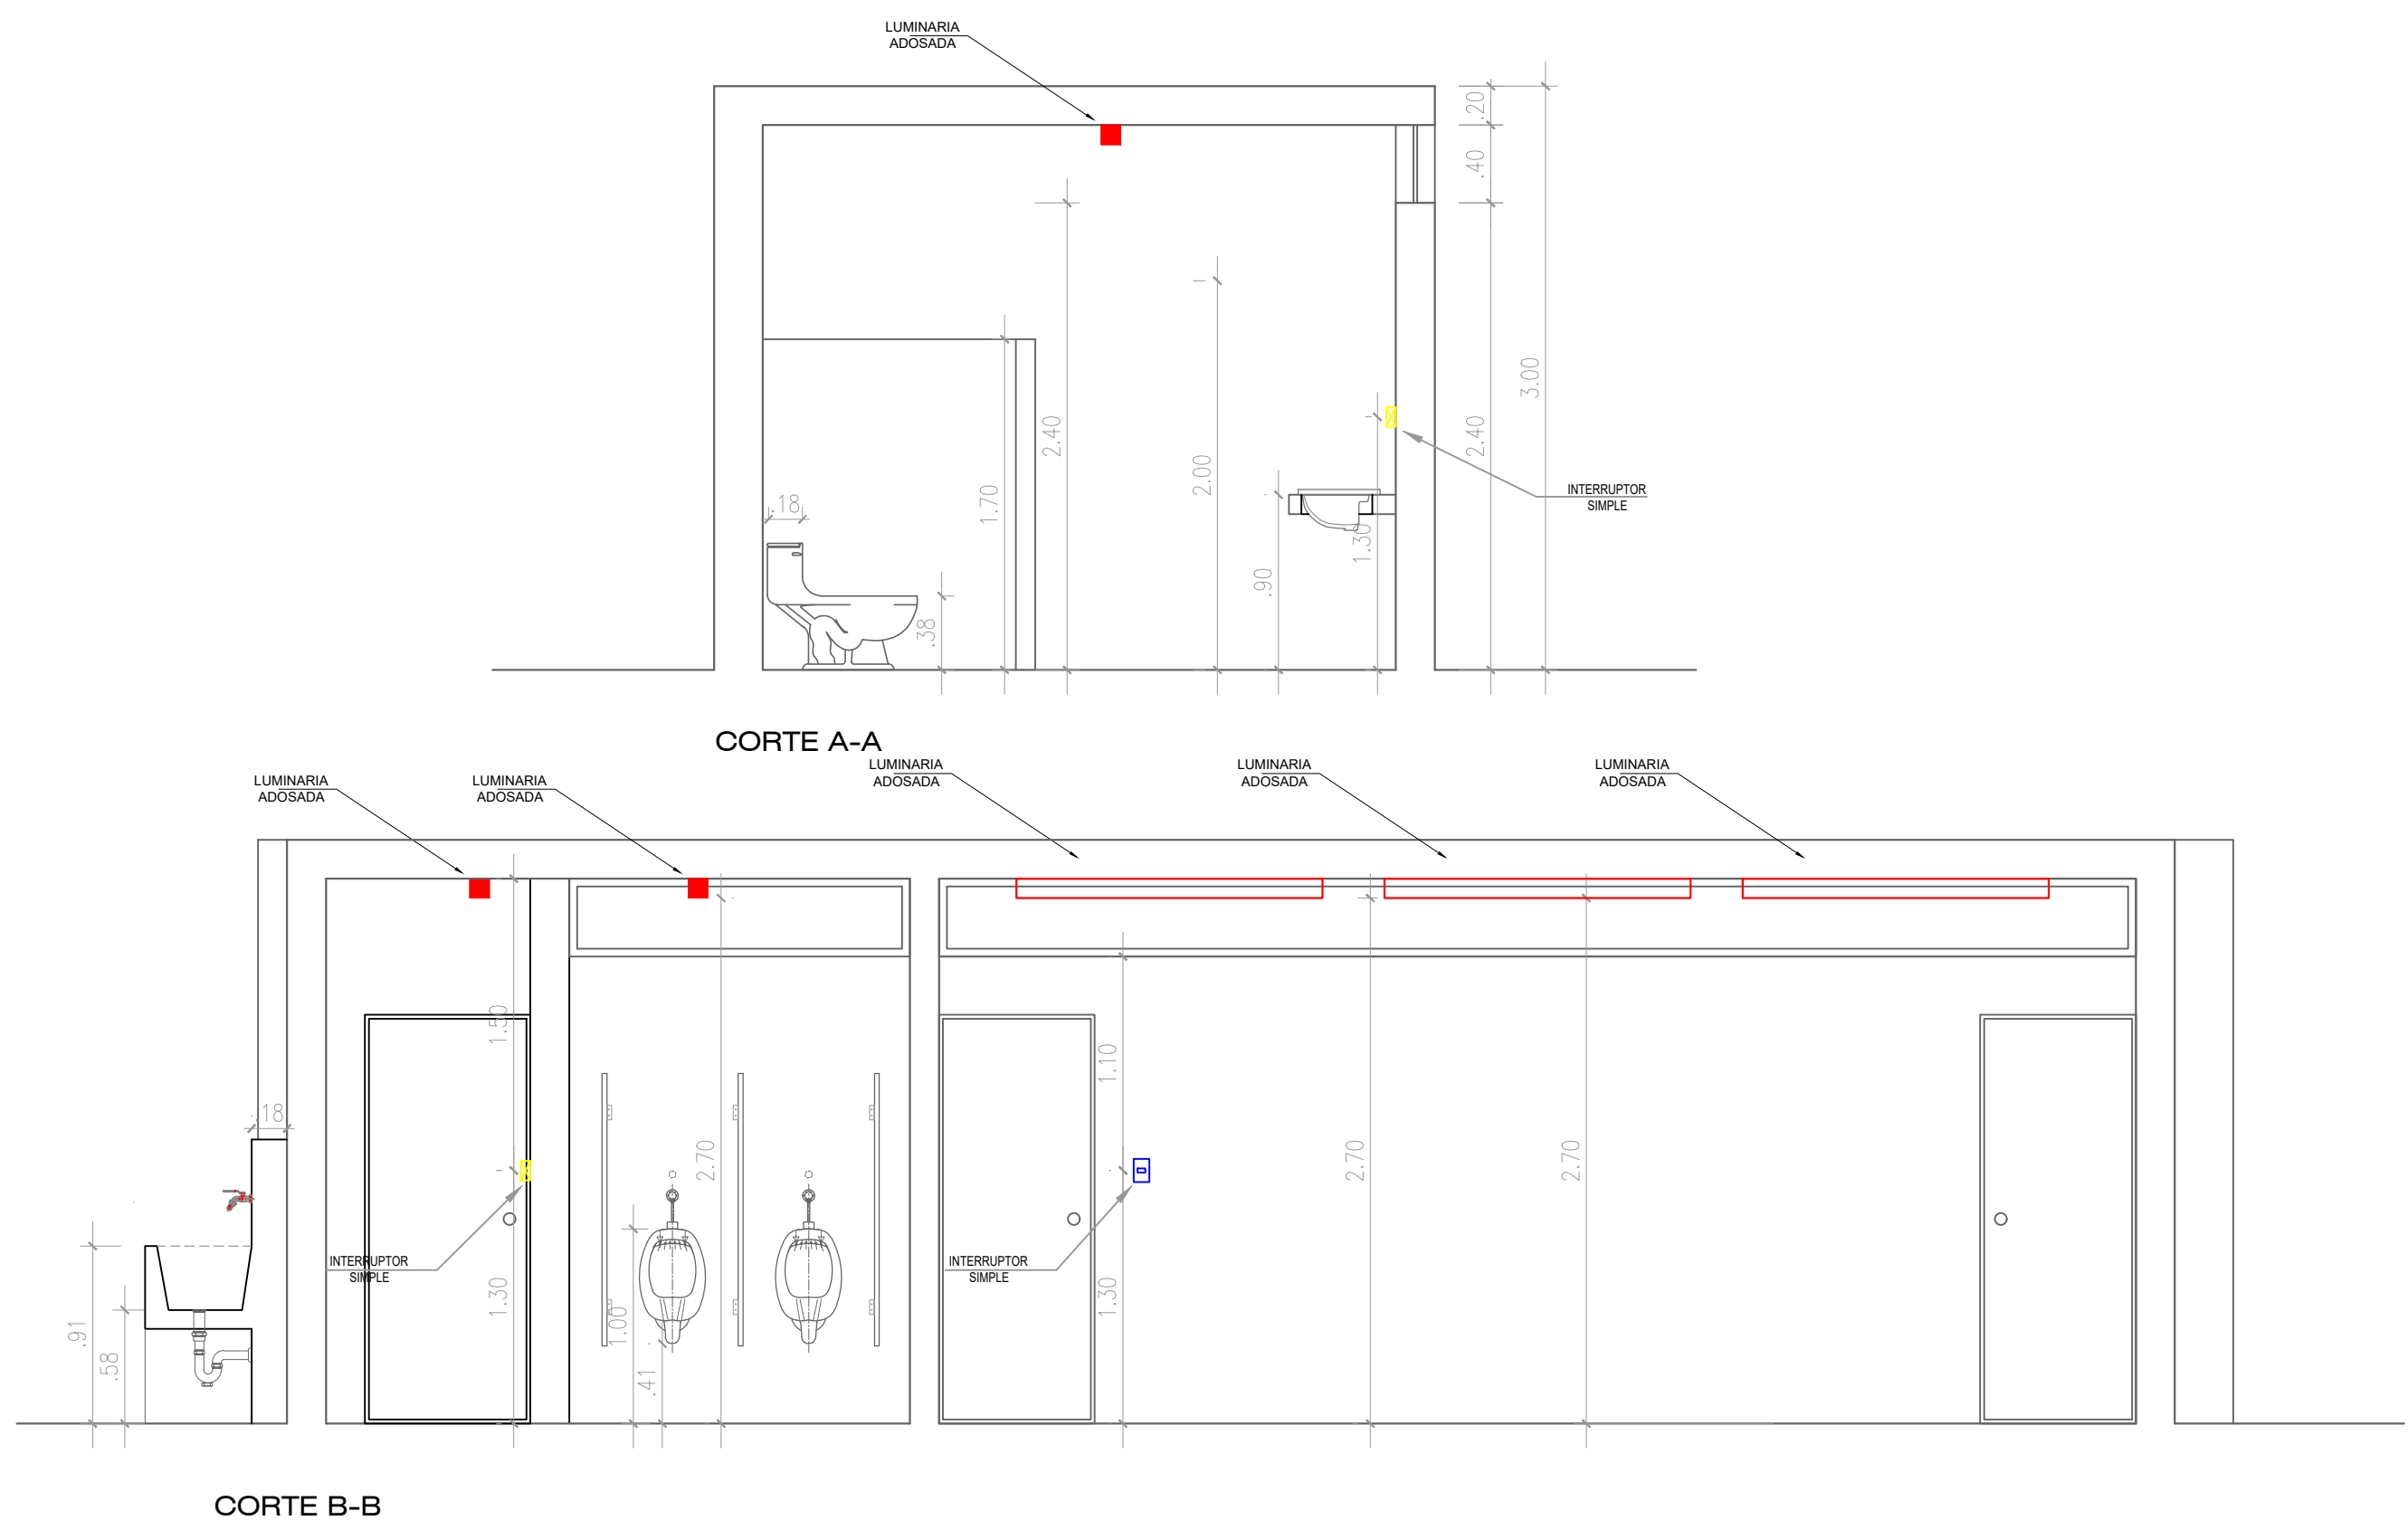 LUMINARIA
ADOSADA
.20
.40
3.00
2.40
2.40
2.00
1.70
.18
INTERRUPTOR
SIMPLE
1.30
.90
.38
CORTE A-A
LUMINARIA
ADOSADA
LUMINARIA
ADOSADA
LUMINARIA
ADOSADA
LUMINARIA
ADOSADA
LUMINARIA
ADOSADA
1.50
1.10
.18
2.70
2.70
2.70
INTERRUPTOR
SIMPLE
INTERRUPTOR
SIMPLE
1.30
1.30
1.00
.91
.58
.41
CORTE B-B